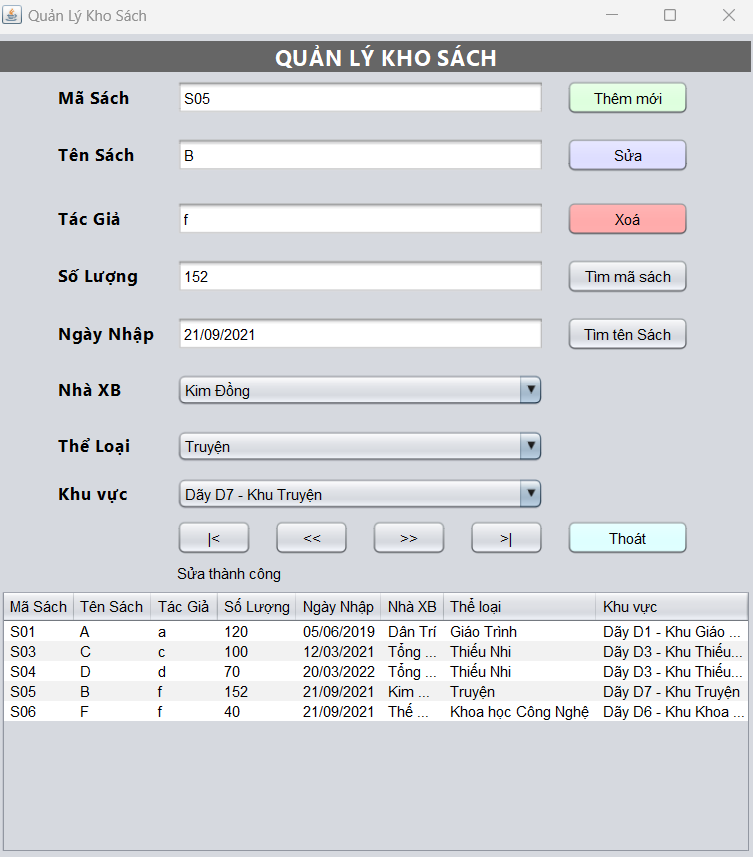 Quản Lý Kho Sách
QUẢN LÝ KHO SÁCH
Mã Sách S05 Thêm mới
Tên Sách B Sửa
Tác Giả f Xoá
Số Lượng 152 Tìm mã sách
Ngày Nhập 21/09/2021 Tìm tên Sách
Nhà XB Kim Đồng
Thể Loại Truyện
Khu vực Dãy D7 - Khu Truyện
|< << >> >| Thoát
Sửa thành công
Mã Sách Tên Sách Tác Giả Số Lượng Ngày Nhập Nhà XB Thể loại Khu vực
S01 A a 120 05/06/2019 Dân Trí Giáo Trình Dãy D1 - Khu Giáo ...
S03 C c 100 12/03/2021 Tổng ... Thiếu Nhi Dãy D3 - Khu Thiếu...
S04 D d 70 20/03/2022 Tổng ... Thiếu Nhi Dãy D3 - Khu Thiếu...
S05 B f 152 21/09/2021 Kim ... Truyện Dãy D7 - Khu Truyện
S06 F f 40 21/09/2021 Thế ... Khoa học Công Nghệ Dãy D6 - Khu Khoa ...